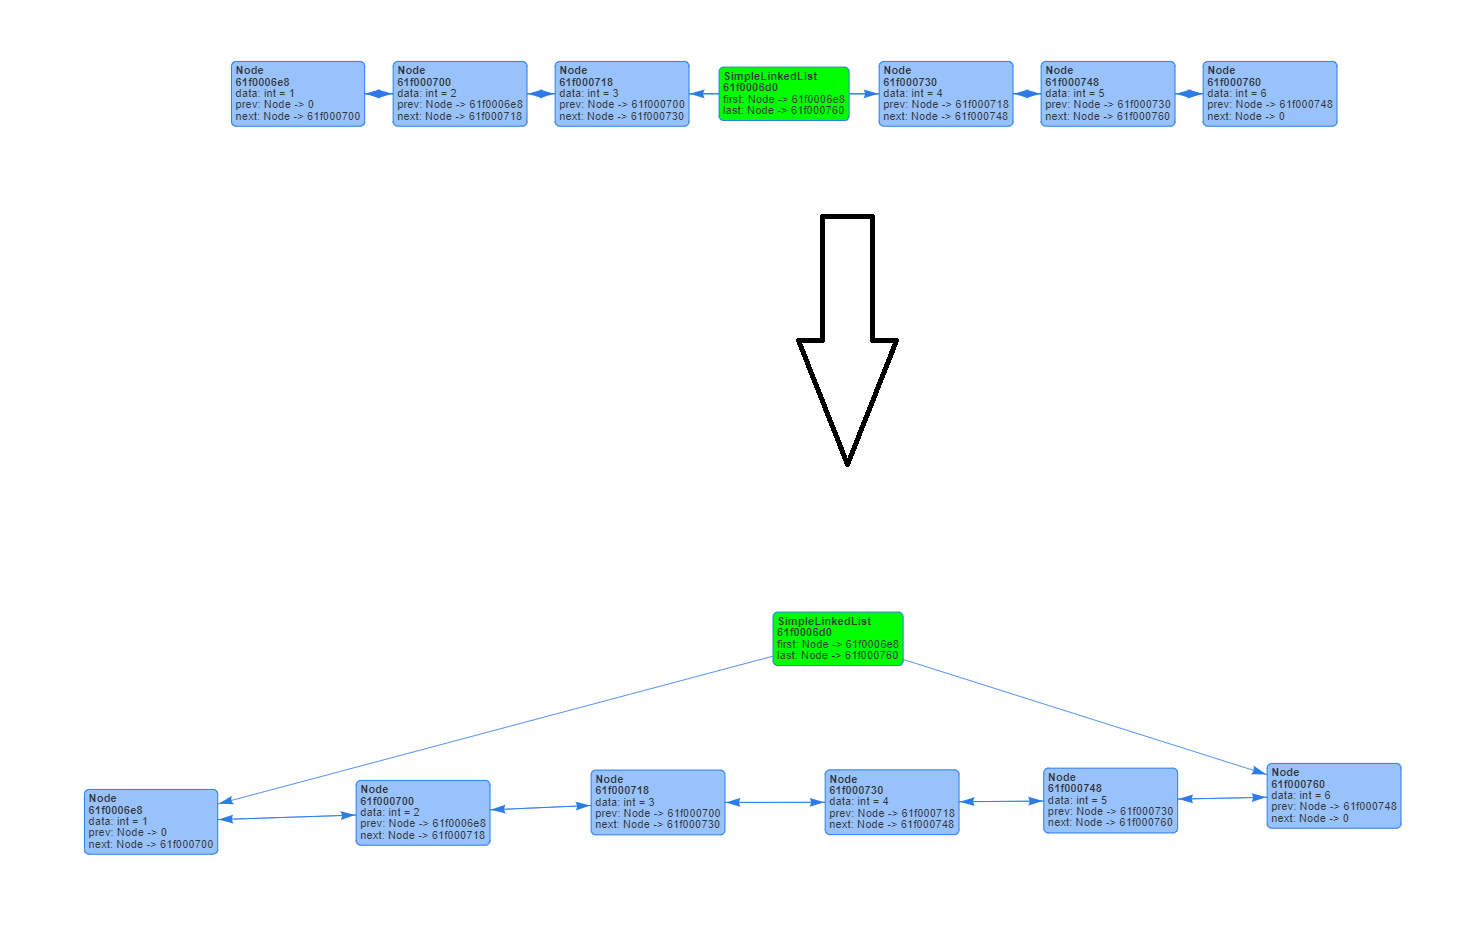 Node
61f0006e8
data: int = 1
prev: Node -> 0
next: Node -> 61f000700
Node
61f000700
data: int = 2
prev: Node -> 61f0006e8
next: Node -> 61f000718
Node
61f000718
data: int = 3
prev: Node -> 61f000700
next: Node -> 61f000730
SimpleLinkedList
61f0006d0
first: Node -> 61f0006e8
last: Node -> 61f000760
Node
61f000730
data: int = 4
prev: Node -> 61f000718
next: Node -> 61f000748
Node
61f000748
data: int = 5
prev: Node -> 61f000730
next: Node -> 61f000760
Node
61f000760
data: int = 6
prev: Node -> 61f000748
next: Node -> 0
SimpleLinkedList
61f0006d0
first: Node -> 61f0006e8
last: Node -> 61f000760
Node
61f0006e8
data: int = 1
prev: Node -> 0
next: Node -> 61f000700
Node
61f000700
data: int = 2
prev: Node -> 61f0006e8
next: Node -> 61f000718
Node
61f000718
data: int = 3
prev: Node -> 61f000700
next: Node -> 61f000730
Node
61f000730
data: int = 4
prev: Node -> 61f000718
next: Node -> 61f000748
Node
61f000748
data: int = 5
prev: Node -> 61f000730
next: Node -> 61f000760
Node
61f000760
data: int = 6
prev: Node -> 61f000748
next: Node -> 0